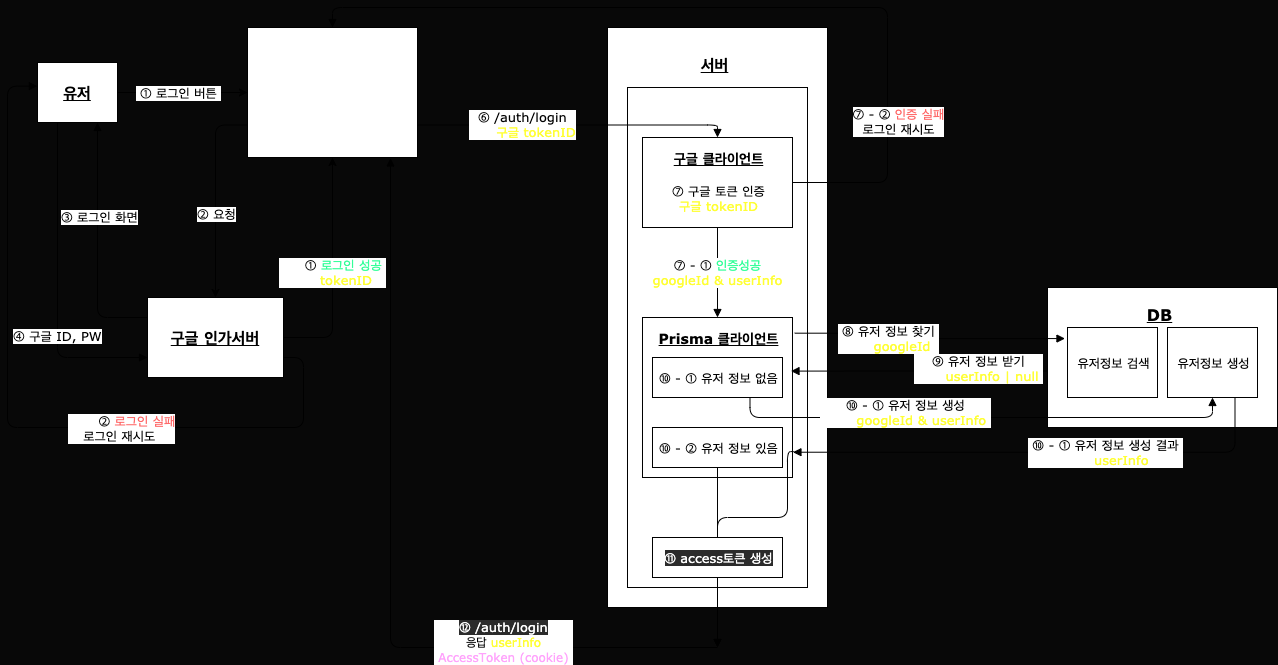 유저
① 로그인 버튼
③ 로그인 화면
② 요청
① 로그인 성공
tokenID
④ 구글 ID, PW
구글 인가서버
② 로그인 실패
로그인 재시도
⑥ /auth/login
구글 tokenID
서버
구글 클라이언트
⑦ 구글 토큰 인증
구글 tokenID
⑦ - ② 인증 실패
로그인 재시도
⑦ - ① 인증성공
googleId & userInfo
Prisma 클라이언트
⑩ - ① 유저 정보 없음
⑩ - ② 유저 정보 있음
⑧ 유저 정보 찾기
googleId
⑨ 유저 정보 받기
userInfo | null
DB
유저정보 검색
유저정보 생성
⑩ - ① 유저 정보 생성
googleId & userInfo
⑩ - ① 유저 정보 생성 결과
userInfo
⑪ access토큰 생성
⑫ /auth/login
응답 userInfo
AccessToken (cookie)